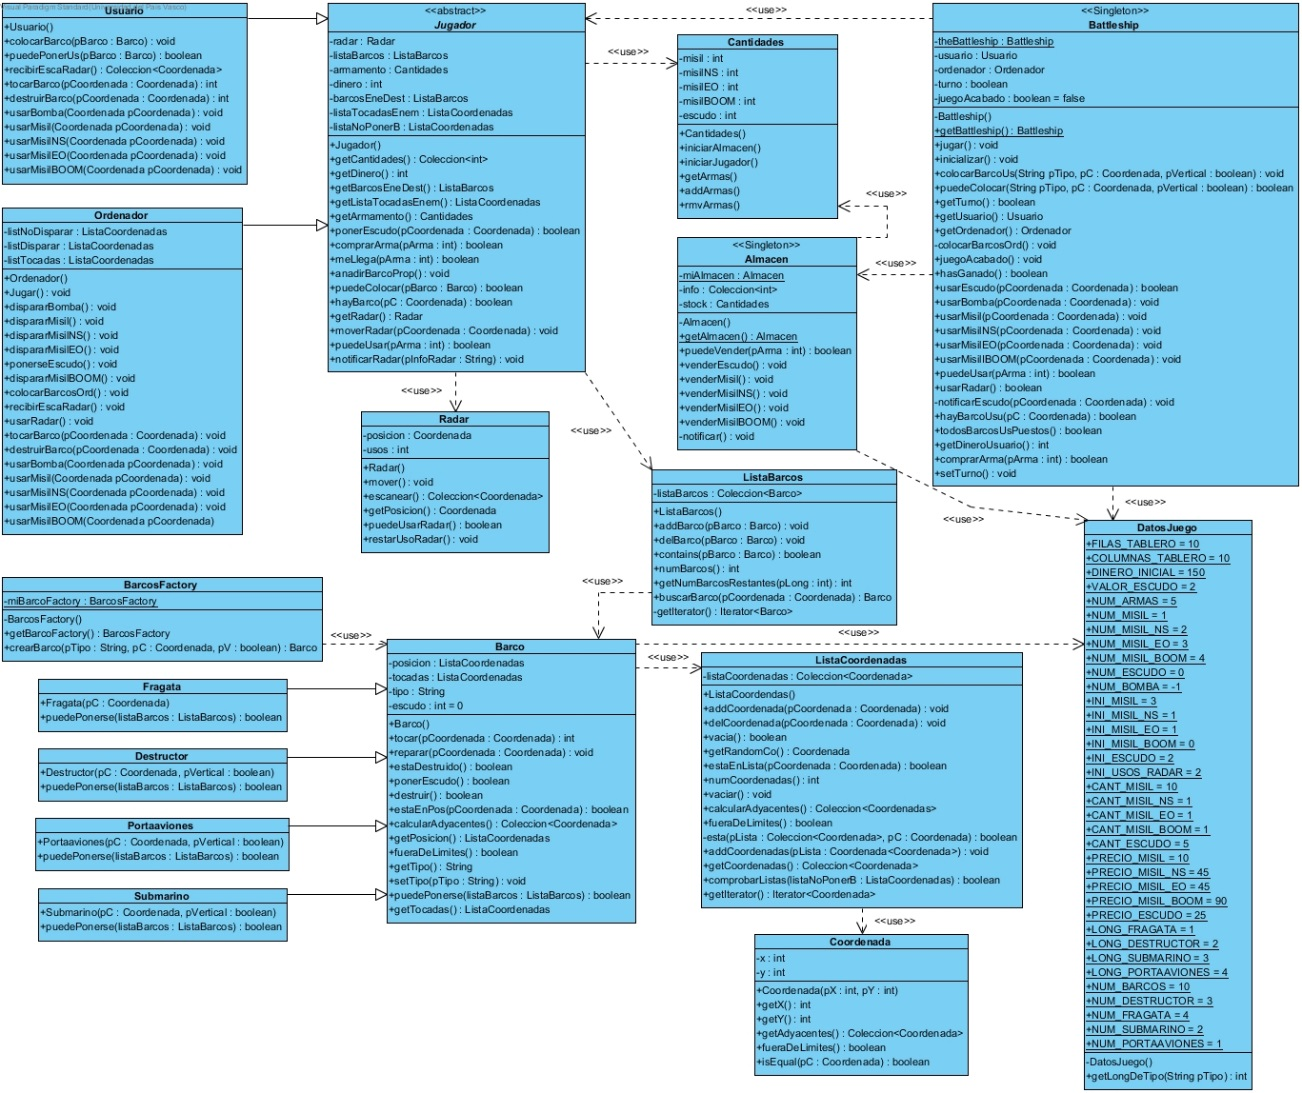 Visual Paradigm Standard(Universidad del Pais Vasco)
Usuario
+Usuario()
+colocarBarco(pBarco : Barco) : void
+puedePonerUs(pBarco : Barco) : boolean
+recibirEscaRadar() : Coleccion<Coordenada>
+tocarBarco(pCoordenada : Coordenada) : int
+destruirBarco(pCoordenada : Coordenada) : int
+usarBomba(Coordenada pCoordenada) : void
+usarMisil(Coordenada pCoordenada) : void
+usarMisilNS(Coordenada pCoordenada) : void
+usarMisilEO(Coordenada pCoordenada) : void
+usarMisilBOOM(Coordenada pCoordenada) : void
Ordenador
-listNoDisparar : ListaCoordenadas
-listDisparar : ListaCoordenadas
-listTocadas : ListaCoordenadas
+Ordenador()
+Jugar() : void
+dispararBomba() : void
+dispararMisil() : void
+dispararMisilNS() : void
+dispararMisilEO() : void
+ponerseEscudo() : void
+dispararMisilBOOM() : void
+colocarBarcosOrd() : void
+recibirEscaRadar() : void
+usarRadar() : void
+tocarBarco(pCoordenada : Coordenada) : void
+destruirBarco(pCoordenada : Coordenada) : void
+usarBomba(Coordenada pCoordenada) : void
+usarMisil(Coordenada pCoordenada) : void
+usarMisilNS(Coordenada pCoordenada) : void
+usarMisilEO(Coordenada pCoordenada) : void
+usarMisilBOOM(Coordenada pCoordenada)
<<abstract>>
Jugador
-radar : Radar
-listaBarcos : ListaBarcos
-armamento : Cantidades
-dinero : int
-barcosEneDest : ListaBarcos
-listaTocadasEnem : ListaCoordenadas
-listaNoPonerB : ListaCoordenadas
+Jugador()
+getCantidades() : Coleccion<int>
+getDinero() : int
+getBarcosEneDest() : ListaBarcos
+getListaTocadasEnem() : ListaCoordenadas
+getArmamento() : Cantidades
+ponerEscudo(pCoordenada : Coordenada) : boolean
+comprarArma(pArma : int) : boolean
+meLlega(pArma : int) : boolean
+anadirBarcoProp() : void
+puedeColocar(pBarco : Barco) : boolean
+hayBarco(pC : Coordenada) : boolean
+getRadar() : Radar
+moverRadar(pCoordenada : Coordenada) : void
+puedeUsar(pArma : int) : boolean
+notificarRadar(pInfoRadar : String) : void
<<use>>
<<use>>
<<use>>
<<use>>
Cantidades
-misil : int
-misilNS : int
-misilEO : int
-misilBOOM : int
-escudo : int
+Cantidades()
+iniciarAlmacen()
+iniciarJugador()
+getArmas()
+addArmas()
+rmvArmas()
<<use>>
<<Singleton>>
Almacen
-miAlmacen : Almacen
-info : Coleccion<int>
-stock : Cantidades
-Almacen()
+getAlmacen() : Almacen
+puedeVender(pArma : int) : boolean
+venderEscudo() : void
+venderMisil() : void
+venderMisilNS() : void
+venderMisilEO() : void
+venderMisilBOOM() : void
-notificar() : void
<<use>>
<<use>>
<<Singleton>>
Battleship
-theBattleship : Battleship
-usuario : Usuario
-ordenador : Ordenador
-turno : boolean
-juegoAcabado : boolean = false
-Battleship()
+getBattleship() : Battleship
+jugar() : void
+inicializar() : void
+colocarBarcoUs(String pTipo, pC : Coordenada, pVertical : boolean) : void
+puedeColocar(String pTipo, pC : Coordenada, pVertical : boolean) : boolean
+getTurno() : boolean
+getUsuario() : Usuario
+getOrdenador() : Ordenador
-colocarBarcosOrd() : void
+juegoAcabado() : void
+hasGanado() : boolean
+usarEscudo(pCoordenada : Coordenada) : boolean
+usarBomba(pCoordenada : Coordenada) : void
+usarMisil(pCoordenada : Coordenada) : void
+usarMisilNS(pCoordenada : Coordenada) : void
+usarMisilEO(pCoordenada : Coordenada) : void
+usarMisilBOOM(pCoordenada : Coordenada) : void
+puedeUsar(pArma : int) : boolean
+usarRadar() : boolean
-notificarEscudo(pCoordenada : Coordenada) : void
+hayBarcoUsu(pC : Coordenada) : boolean
+todosBarcosUsPuestos() : boolean
+getDineroUsuario() : int
+comprarArma(pArma : int) : boolean
+setTurno() : void
<<use>>
Radar
-posicion : Coordenada
-usos : int
+Radar()
+mover() : void
+escanear() : Coleccion<Coordenada>
+getPosicion() : Coordenada
+puedeUsarRadar() : boolean
+restarUsoRadar() : void
ListaBarcos
-listaBarcos : Coleccion<Barco>
+ListaBarcos()
+addBarco(pBarco : Barco) : void
+delBarco(pBarco : Barco) : void
+contains(pBarco : Barco) : boolean
+numBarcos() : int
+getNumBarcosRestantes(pLong : int) : int
+buscarBarco(pCoordenada : Coordenada) : Barco
-getIterator() : Iterator<Barco>
<<use>>
BarcosFactory
-miBarcoFactory : BarcosFactory
-BarcosFactory()
+getBarcoFactory() : BarcosFactory
+crearBarco(pTipo : String, pC : Coordenada, pV : boolean) : Barco
<<use>>
Fragata
+Fragata(pC : Coordenada)
+puedePonerse(listaBarcos : ListaBarcos) : boolean
Destructor
+Destructor(pC : Coordenada, pVertical : boolean)
+puedePonerse(listaBarcos : ListaBarcos) : boolean
Portaaviones
+Portaaviones(pC : Coordenada, pVertical : boolean)
+puedePonerse(listaBarcos : ListaBarcos) : boolean
Submarino
+Submarino(pC : Coordenada, pVertical : boolean)
+puedePonerse(listaBarcos : ListaBarcos) : boolean
Barco
-posicion : ListaCoordenadas
-tocadas : ListaCoordenadas
-tipo : String
-escudo : int = 0
+Barco()
+tocar(pCoordenada : Coordenada) : int
+reparar(pCoordenada : Coordenada) : void
+estaDestruido() : boolean
+ponerEscudo() : boolean
+destruir() : boolean
+estaEnPos(pCoordenada : Coordenada) : boolean
+calcularAdyacentes() : Coleccion<Coordenada>
+getPosicion() : ListaCoordenadas
+fueraDeLimites() : boolean
+getTipo() : String
+setTipo(pTipo : String) : void
+puedePonerse(listaBarcos : ListaBarcos) : boolean
+getTocadas() : ListaCoordenadas
<<use>>
<<use>>
ListaCoordenadas
-listaCoordenadas : Coleccion<Coordenada>
+ListaCoordendas()
+addCoordenada(pCoordenada : Coordenada) : void
+delCoordenada(pCoordenada : Coordenada) : void
+vacia() : boolean
+getRandomCo() : Coordenada
+estaEnLista(pCoordenada : Coordenada) : boolean
+numCoordenadas() : int
+vaciar() : void
+calcularAdyacentes() : Coleccion<Coordenadas>
+fueraDeLimites() : boolean
-esta(pLista : Coleccion<Coordenada>, pC : Coordenada) : boolean
+addCoordenadas(pLista : Coordenada<Coordenada>) : void
+getCoordenadas() : Coleccion<Coordenada>
+comprobarListas(listaNoPonerB : ListaCoordenadas) : boolean
+getIterator() : Iterator<Coordenada>
<<use>>
Coordenada
-x : int
-y : int
+Coordenada(pX : int, pY : int)
+getX() : int
+getY() : int
+getAdyacentes() : Coleccion<Coordenada>
+fueraDeLimites() : boolean
+isEqual(pC : Coordenada) : boolean
DatosJuego
+FILAS_TABLERO = 10
+COLUMNAS_TABLERO = 10
+DINERO_INICIAL = 150
+VALOR_ESCUDO = 2
+NUM_ARMAS = 5
+NUM_MISIL = 1
+NUM_MISIL_NS = 2
+NUM_MISIL_EO = 3
+NUM_MISIL_BOOM = 4
+NUM_ESCUDO = 0
+NUM_BOMBA = -1
+INI_MISIL = 3
+INI_MISIL_NS = 1
+INI_MISIL_EO = 1
+INI_MISIL_BOOM = 0
+INI_ESCUDO = 2
+INI_USOS_RADAR = 2
+CANT_MISIL = 10
+CANT_MISIL_NS = 1
+CANT_MISIL_EO = 1
+CANT_MISIL_BOOM = 1
+CANT_ESCUDO = 5
+PRECIO_MISIL = 10
+PRECIO_MISIL_NS = 45
+PRECIO_MISIL_EO = 45
+PRECIO_MISIL_BOOM = 90
+PRECIO_ESCUDO = 25
+LONG_FRAGATA = 1
+LONG_DESTRUCTOR = 2
+LONG_SUBMARINO = 3
+LONG_PORTAAVIONES = 4
+NUM_BARCOS = 10
+NUM_DESTRUCTOR = 3
+NUM_FRAGATA = 4
+NUM_SUBMARINO = 2
+NUM_PORTAAVIONES = 1
-DatosJuego()
+getLongDeTipo(String pTipo) : int